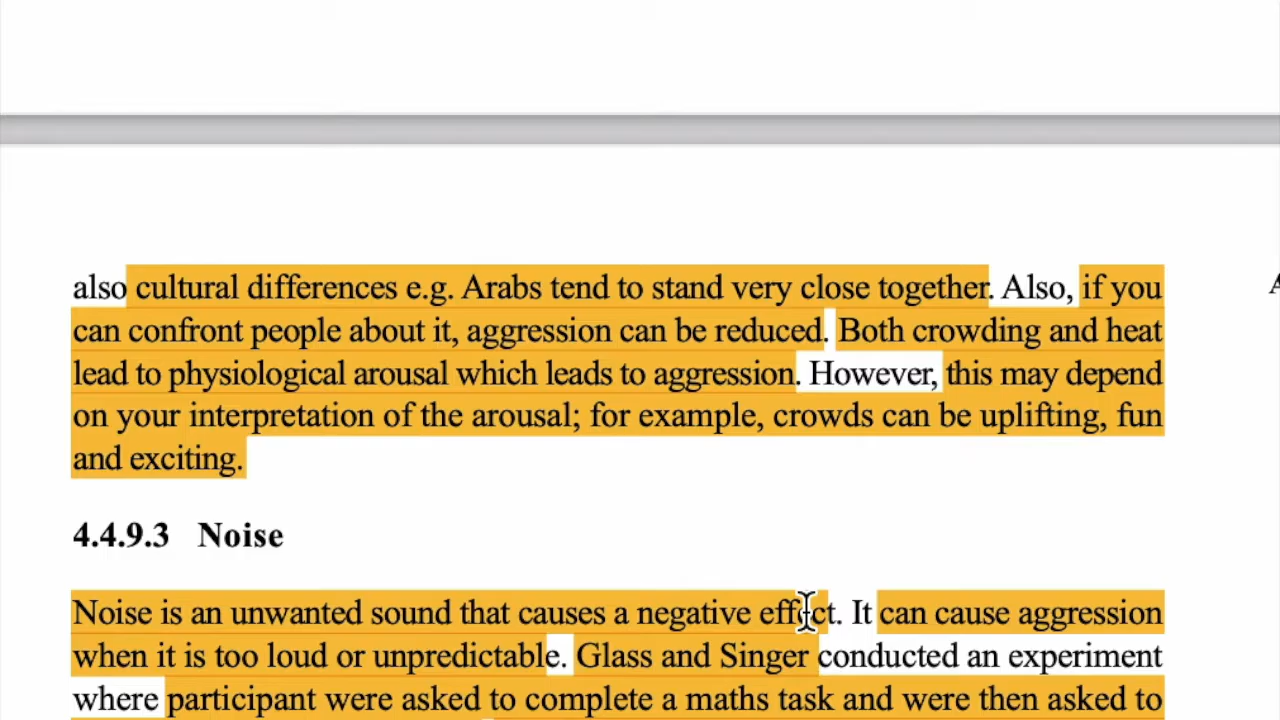 also cultural differences e.g. Arabs tend to stand very close together. Also, if you
can confront people about it, aggression can be reduced. Both crowding and heat
lead to physiological arousal which leads to aggression. However, this may depend
on your interpretation of the arousal; for example, crowds can be uplifting, fun
and exciting.
4.4.9.3 Noise
Noise is an unwanted sound that causes a negative effect. It can cause aggression
when it is too loud or unpredictable. Glass and Singer conducted an experiment
where participant were asked to complete a maths task and were then asked to